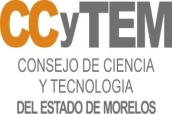 CCyTEM
CONSEJO DE CIENCIA
Y TECNOLOGIA
DEL ESTADO DE MORELOS